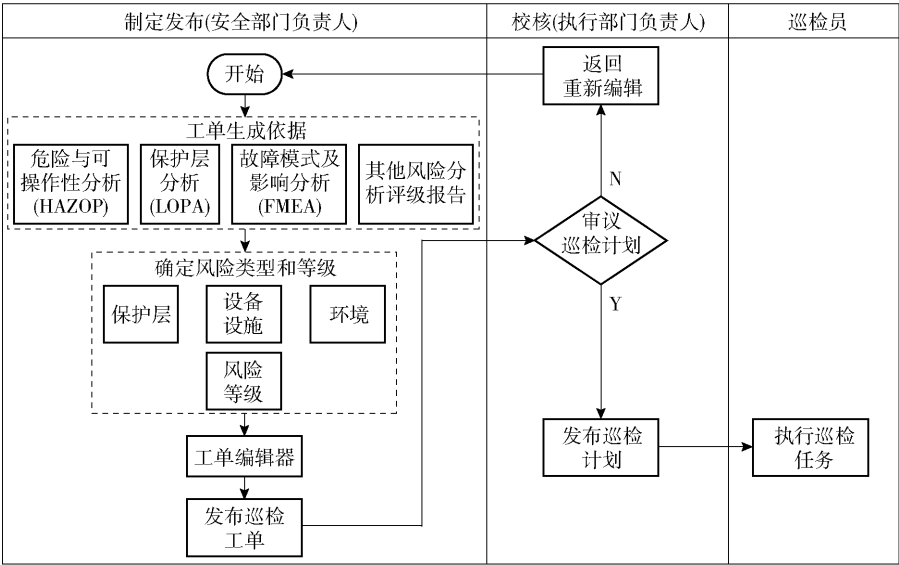 制定发布(安全部门负责人)
校核(执行部门负责人)
巡检员
开始
返回
重新编辑
工单生成依据
危险与可
操作性分析
(HAZOP)
保护层
分析
(LOPA)
故障模式及
影响分析
(FMEA)
其他风险分
析评级报告
N
审议
巡检计划
Y
确定风险类型和等级
保护层
设备
设施
环境
风险
等级
工单编辑器
发布巡检
工单
发布巡检
计划
执行巡检
任务